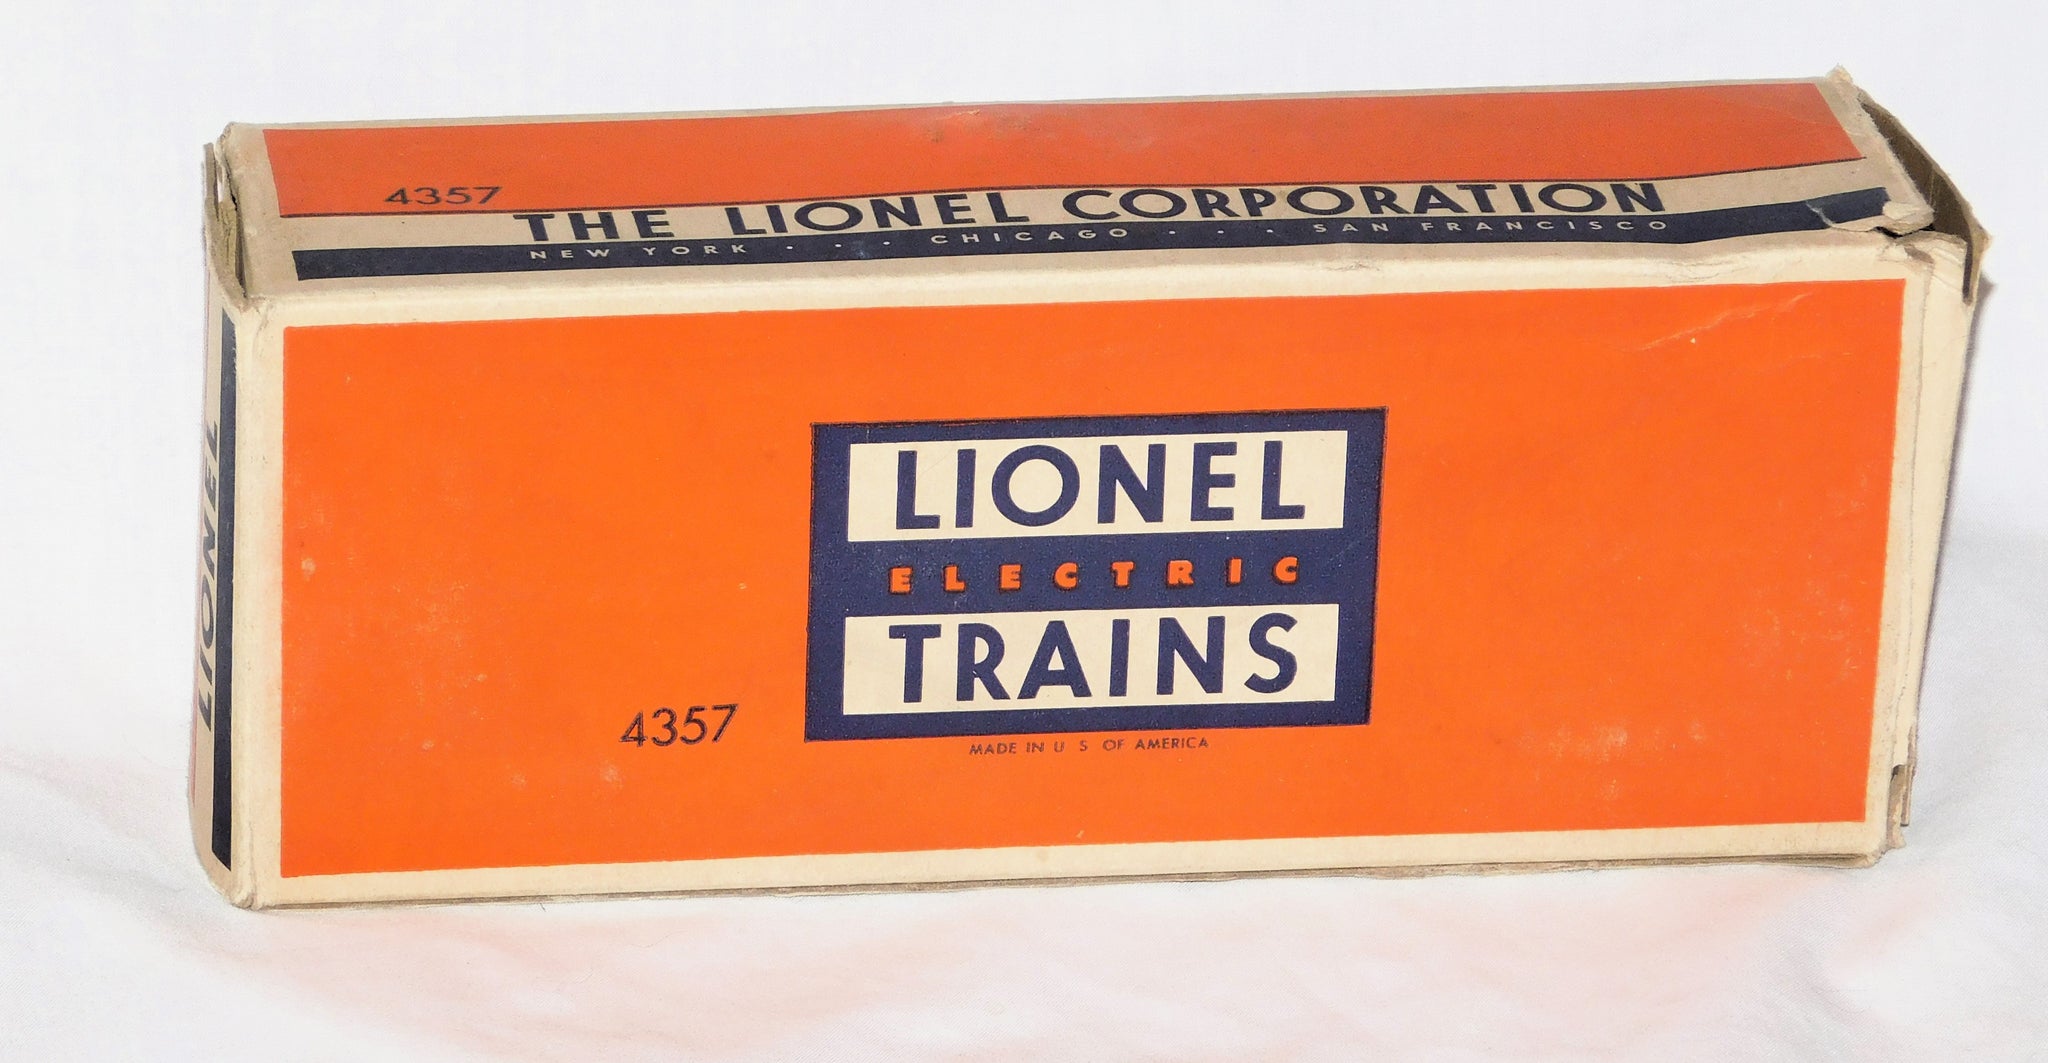 4357
THE LIONEL CORPORATION
NEW YORK · · · CHICAGO · · · SAN FRANCISCO
LIONEL
LIONEL
ELECTRIC
TRAINS
4357
MADE IN U S OF AMERICA